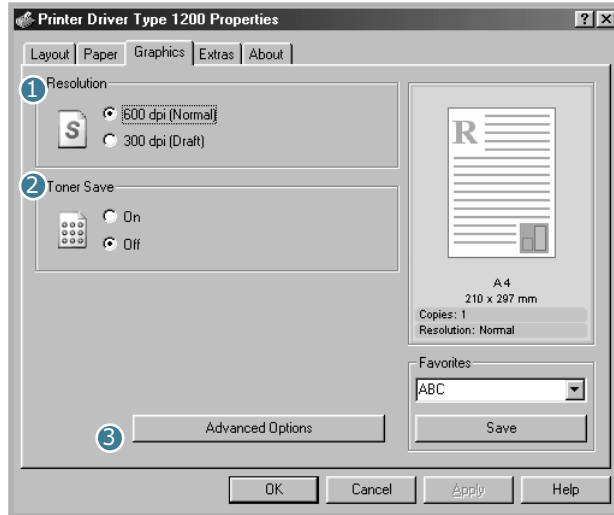 Printer Driver Type 1200 Properties
? X
Layout Paper Graphics Extras About
1 Resolution
S
600 dpi (Normal)
300 dpi (Draft)
2 Toner Save
On
Off
R
A4
210 x 297 mm
Copies: 1
Resolution: Normal
Favorites
ABC
3 Advanced Options
Save
OK Cancel Apply Help